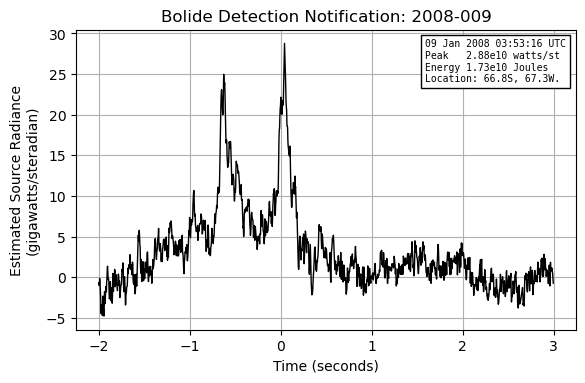 Bolide Detection Notification: 2008-009
09 Jan 2008 03:53:16 UTC
Peak   2.88e10 watts/st
Energy 1.73e10 Joules
Location: 66.8S, 67.3W.
Estimated Source Radiance
(gigawatts/steradian)
30
25
20
15
10
5
0
−5
−2
−1
0
1
2
3
Time (seconds)